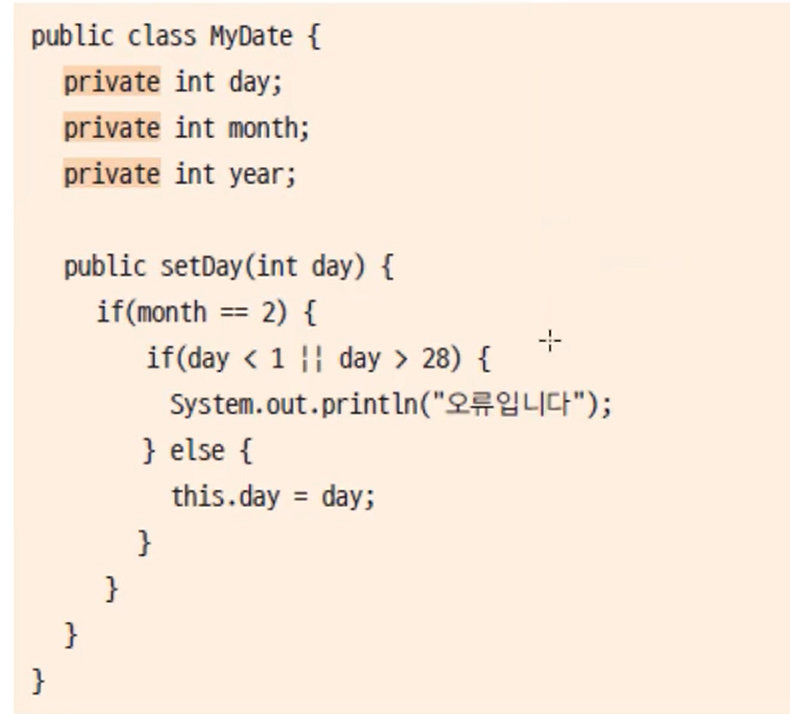 public class MyDate {
private int day;
private int month;
private int year;
public setDay(int day) {
if(month == 2) {
if(day < 1 || day > 28) {
System.out.println("오류입니다");
} else {
this.day = day;
}
}
}
}